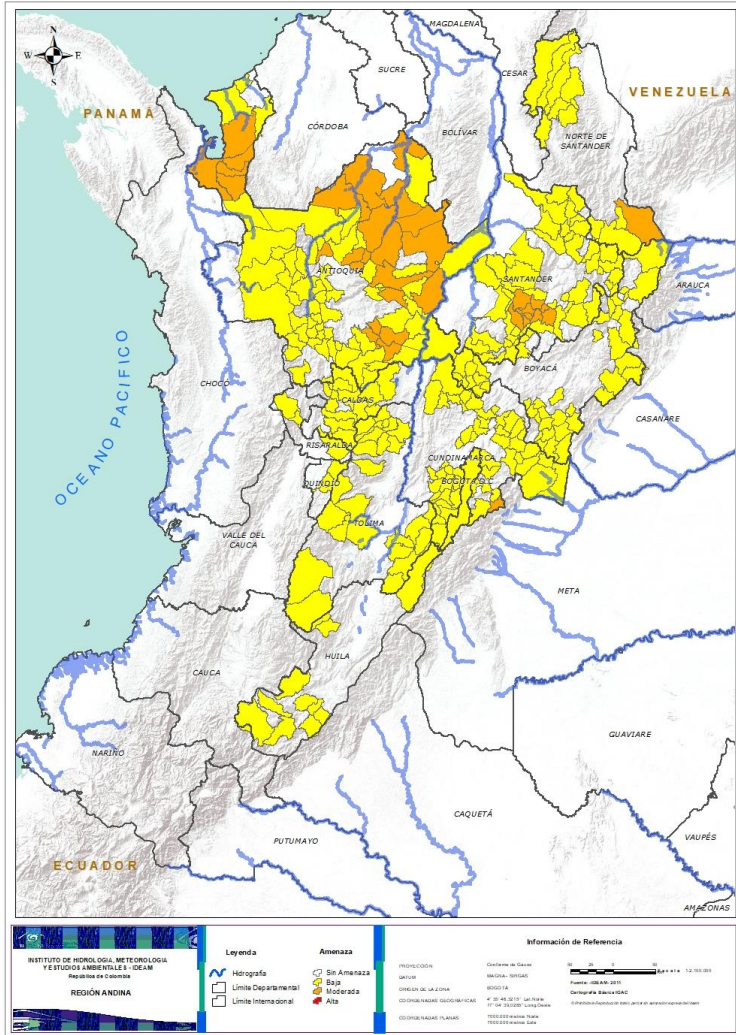 N
W E
S
MAGDALENA
SUCRE
CESAR
VENEZUELA
PANAMÁ
CÓRDOBA
BOLÍVAR
NORTE DE
SANTANDER
ANTIOQUIA
SANTANDER
ARAUCA
OCEANO PACIFICO
CHOCÓ
BOYACÁ
CALDAS
CASANARE
RISARALDA
CUNDINAMARCA
QUINDIO
BOGOTÁ D.C
TOLIMA
VALLE DEL
CAUCA
META
HUILA
CAUCA
GUAVIARE
NARIÑO
CAQUETÁ
PUTUMAYO
VAUPÉS
ECUADOR
AMAZONAS
INSTITUTO DE HIDROLOGIA, METEOROLOGIA
Y ESTUDIOS AMBIENTALES - IDEAM
República de Colombia
REGIÓN ANDINA
Leyenda
Hidrografía
Límite Departamental
Límite Internacional
Amenaza
Sin Amenaza
Baja
Moderada
Alta
Información de Referencia
PROYECCIÓN Conforme de Gauss
DATUM MAGNA - SIRGAS
ORIGEN DE LA ZONA BOGOTÁ
COORDENADAS GEOGRÁFICAS
COORDENADAS PLANAS
Fuente: IDEAM- 2011
Cartografía Básica IGAC